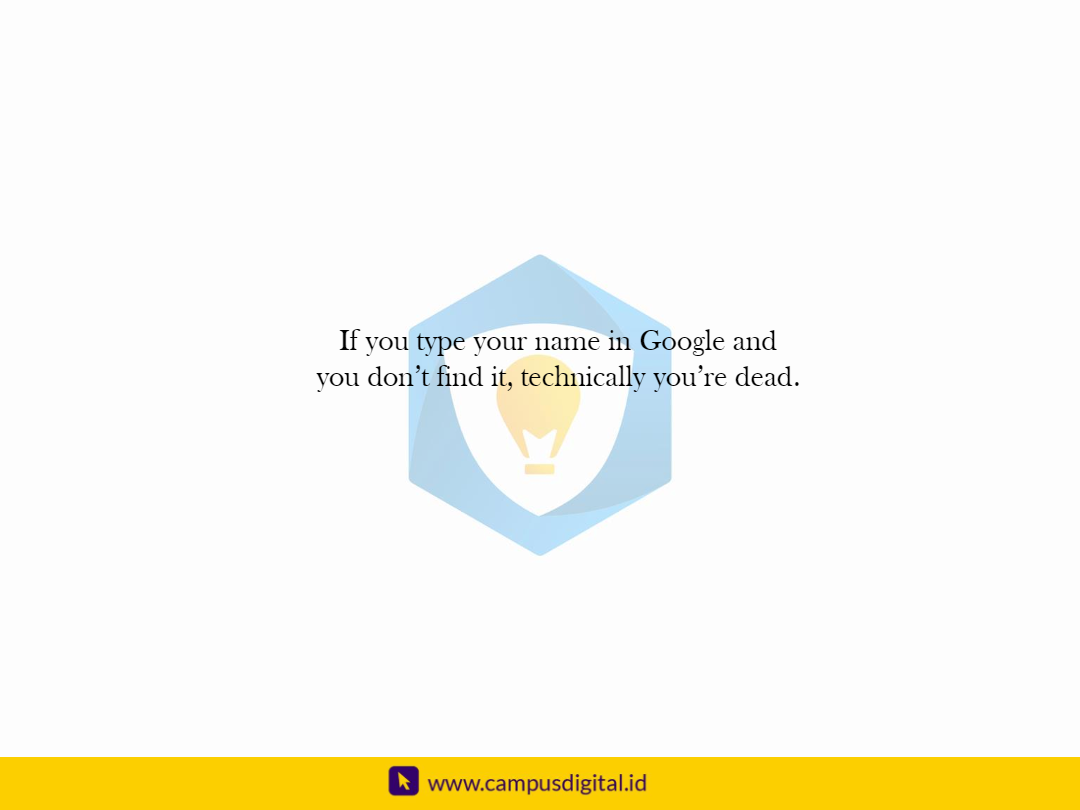 If you type your name in Google and
you don’t find it, technically you’re dead.
www.campusdigital.id